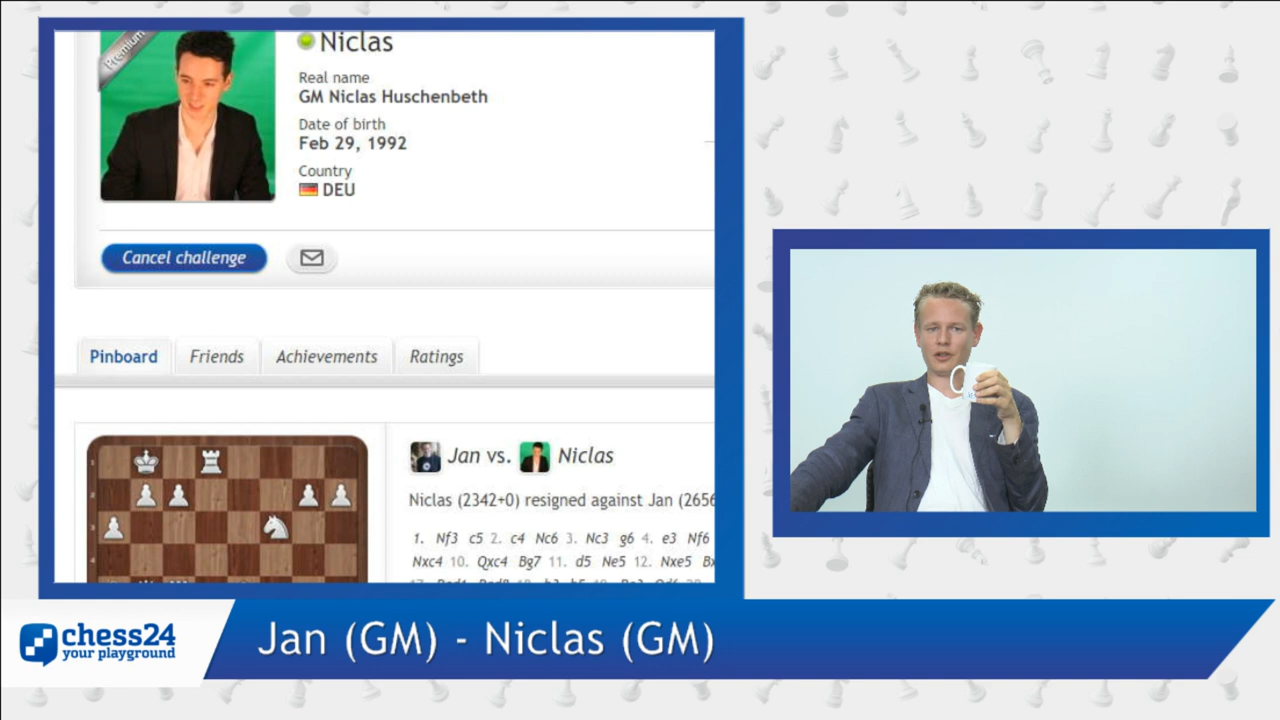 Premium
Niclas
Real name
GM Niclas Huschenbeth
Date of birth
Feb 29, 1992
Country
DEU
Cancel challenge
Pinboard Friends Achievements Ratings
Jan vs. Niclas
Niclas (2342+0) resigned against Jan (2656
1. Nf3 c5 2. c4 Nc6 3. Nc3 g6 4. e3 Nf6
Nxc4 10. Qxc4 Bg7 11. d5 Ne5 12. Nxe5 Bx
chess24
your playground
Jan (GM) - Niclas (GM)